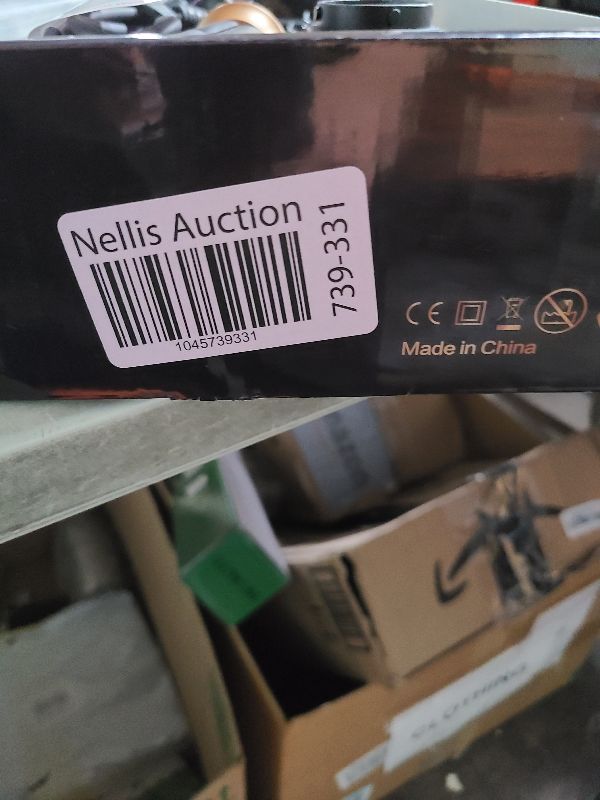 Nellis Auction
739-331
1045739331
CE
Made in China
CLOTHING